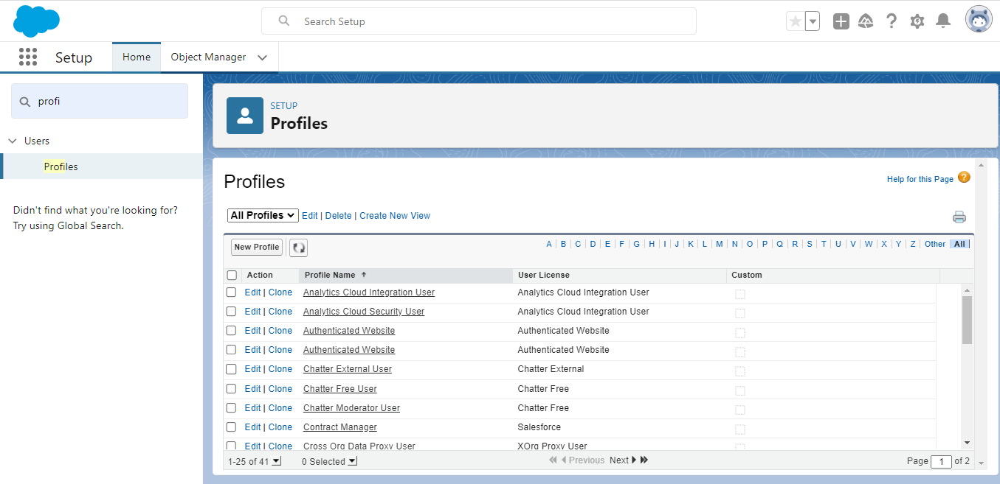 Search Setup
Setup Home Object Manager
profi
Users
Profiles
Didn't find what you're looking for?
Try using Global Search.
SETUP
Profiles
Profiles
Help for this Page ?
All Profiles Edit | Delete | Create New View
New Profile A B C D E F G H I J K L M N O P Q R S T U V W X Y Z Other All
Action Profile Name ↑ User License Custom
Edit | Clone Analytics Cloud Integration User Analytics Cloud Integration User
Edit | Clone Analytics Cloud Security User Analytics Cloud Integration User
Edit | Clone Authenticated Website Authenticated Website
Edit | Clone Authenticated Website Authenticated Website
Edit | Clone Chatter External User Chatter External
Edit | Clone Chatter Free User Chatter Free
Edit | Clone Chatter Moderator User Chatter Free
Edit | Clone Contract Manager Salesforce
Edit | Clone Cross Org Data Proxy User XOrg Proxy User
1-25 of 41 0 Selected Previous Next Page 1 of 2